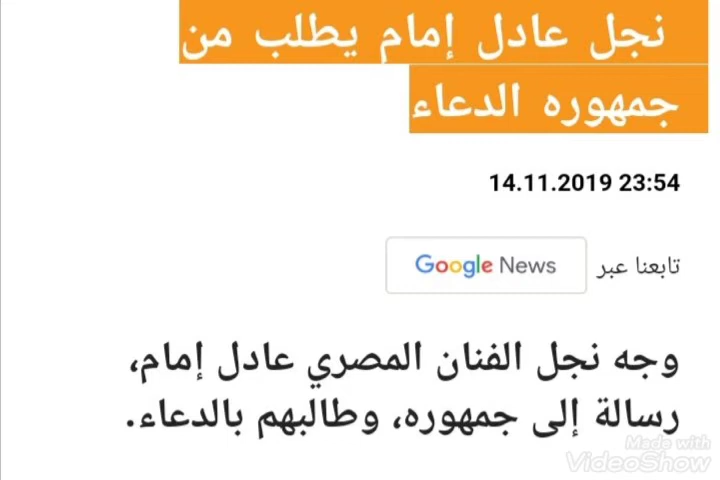 نجل عادل إمام يطلب من
جمهوره الدعاء
14.11.2019 23:54
تابعنا عبر Google News
وجه نجل الفنان المصري عادل إمام،
رسالة إلى جمهوره، وطالبهم بالدعاء.
Made with
VideoShow